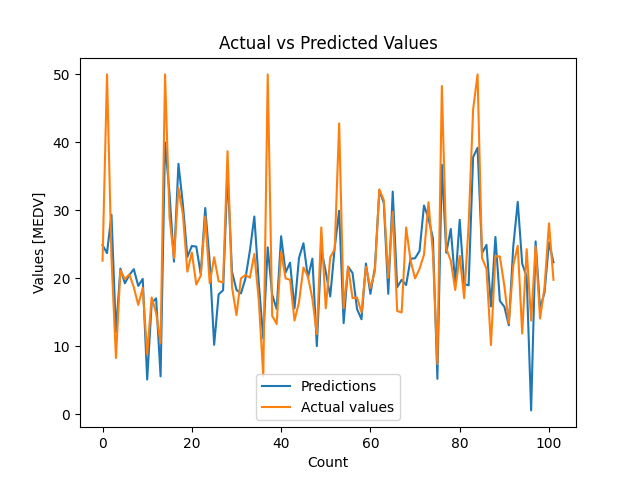 Actual vs Predicted Values
Values [MEDV]
50
40
30
20
10
0
Predictions
Actual values
0 20 40 60 80 100
Count